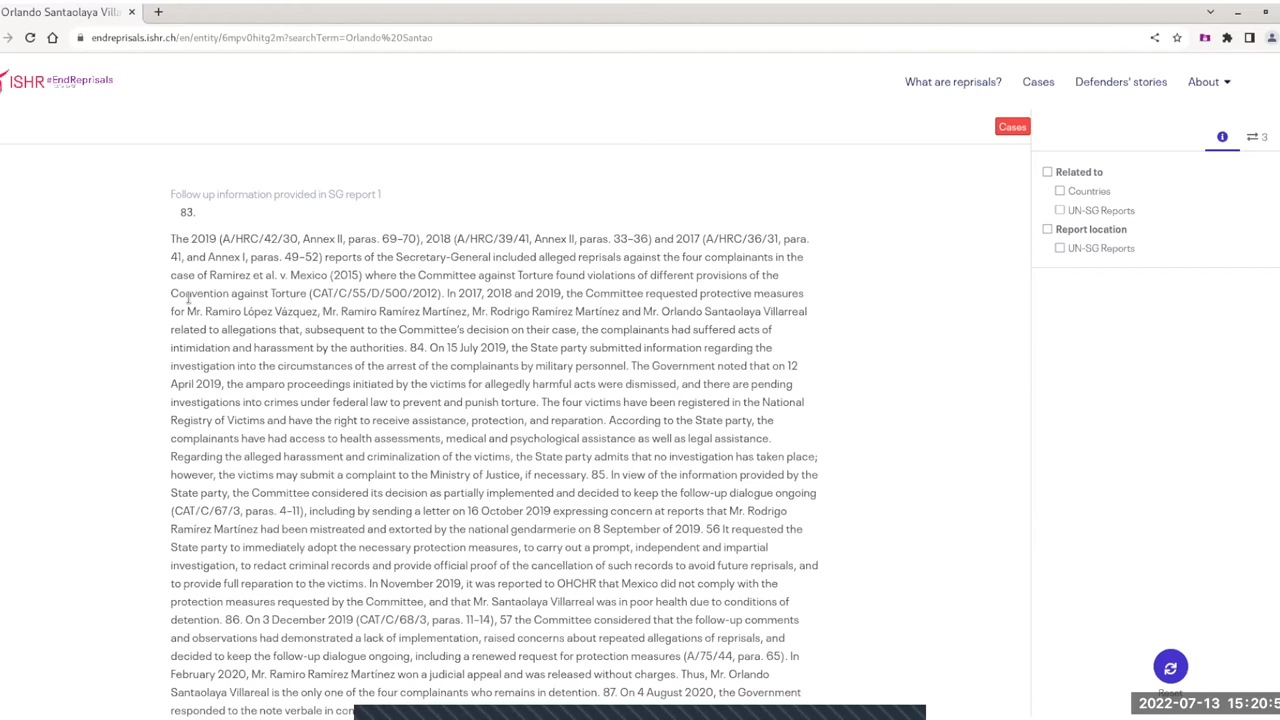 Orlando Santaolaya Villa
endreprisals.ishr.ch/en/entity/6mpv0hitg2m?searchTerm=Orlando%20Santao
ISHR #EndReprisals
What are reprisals? Cases Defenders' stories About
Cases
3
Related to
Countries
UN-SG Reports
Report location
UN-SG Reports
Follow up information provided in SG report 1
83.
The 2019 (A/HRC/42/30, Annex II, paras. 69–70), 2018 (A/HRC/39/41, Annex II, paras. 33–36) and 2017 (A/HRC/36/31, para.
41, and Annex I, paras. 49–52) reports of the Secretary-General included alleged reprisals against the four complainants in the
case of Ramirez et al. v. Mexico (2015) where the Committee against Torture found violations of different provisions of the
Convention against Torture (CAT/C/55/D/500/2012). In 2017, 2018 and 2019, the Committee requested protective measures
for Mr. Ramiro López Vázquez, Mr. Ramiro Ramírez Martínez, Mr. Rodrigo Ramírez Martínez and Mr. Orlando Santaolaya Villarreal
related to allegations that, subsequent to the Committee's decision on their case, the complainants had suffered acts of
intimidation and harassment by the authorities. 84. On 15 July 2019, the State party submitted information regarding the
investigation into the circumstances of the arrest of the complainants by military personnel. The Government noted that on 12
April 2019, the amparo proceedings initiated by the victims for allegedly harmful acts were dismissed, and there are pending
investigations into crimes under federal law to prevent and punish torture. The four victims have been registered in the National
Registry of Victims and have the right to receive assistance, protection, and reparation. According to the State party, the
complainants have had access to health assessments, medical and psychological assistance as well as legal assistance.
Regarding the alleged harassment and criminalization of the victims, the State party admits that no investigation has taken place;
however, the victims may submit a complaint to the Ministry of Justice, if necessary. 85. In view of the information provided by the
State party, the Committee considered its decision as partially implemented and decided to keep the follow-up dialogue ongoing
(CAT/C/67/3, paras. 4–11), including by sending a letter on 16 October 2019 expressing concern at reports that Mr. Rodrigo
Ramírez Martínez had been mistreated and extorted by the national gendarmerie on 8 September of 2019. 56 It requested the
State party to immediately adopt the necessary protection measures, to carry out a prompt, independent and impartial
investigation, to redact criminal records and provide official proof of the cancellation of such records to avoid future reprisals, and
to provide full reparation to the victims. In November 2019, it was reported to OHCHR that Mexico did not comply with the
protection measures requested by the Committee, and that Mr. Santaolaya Villarreal was in poor health due to conditions of
detention. 86. On 3 December 2019 (CAT/C/68/3, paras. 11–14), 57 the Committee considered that the follow-up comments
and observations had demonstrated a lack of implementation, raised concerns about repeated allegations of reprisals, and
decided to keep the follow-up dialogue ongoing, including a renewed request for protection measures (A/75/44, para. 65). In
February 2020, Mr. Ramiro Ramírez Martínez won a judicial appeal and was released without charges. Thus, Mr. Orlando
Santaolaya Villareal is the only one of the four complainants who remains in detention. 87. On 4 August 2020, the Government
responded to the note verbale in con
Reset
2022-07-13 15:20:5